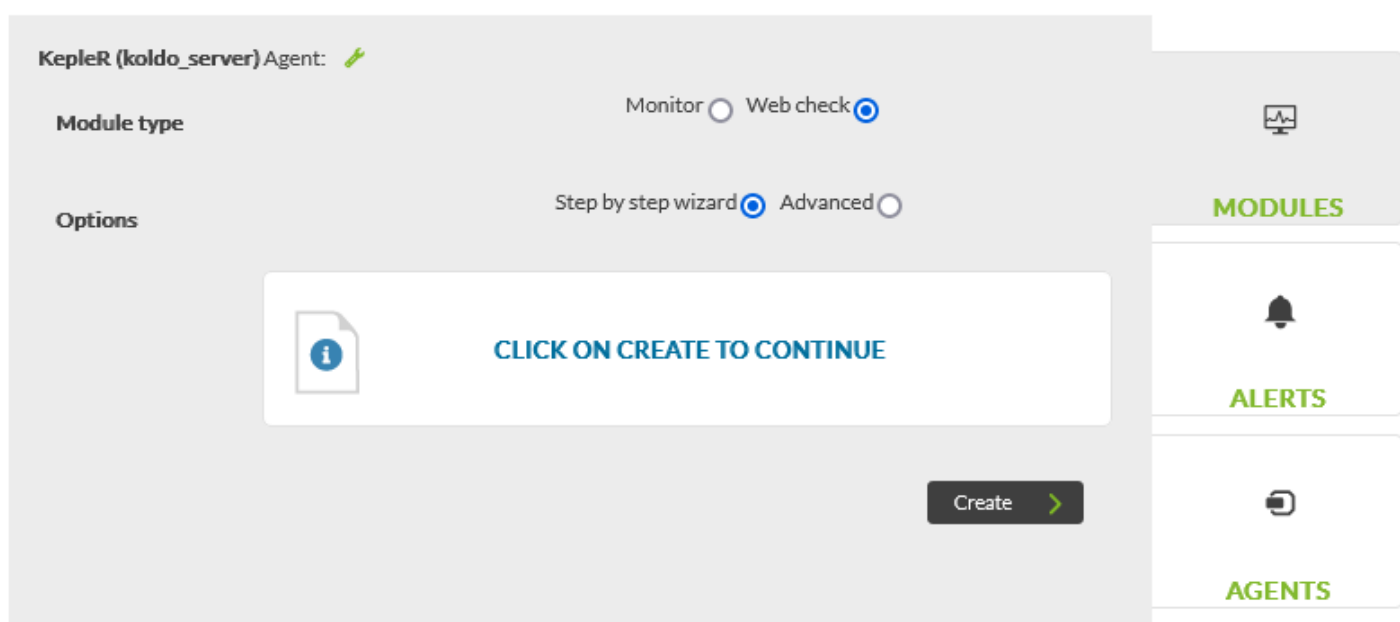 KepleR (koldo_server) Agent:
Module type
Monitor Web check
Options
Step by step wizard Advanced
CLICK ON CREATE TO CONTINUE
Create
MODULES
ALERTS
AGENTS